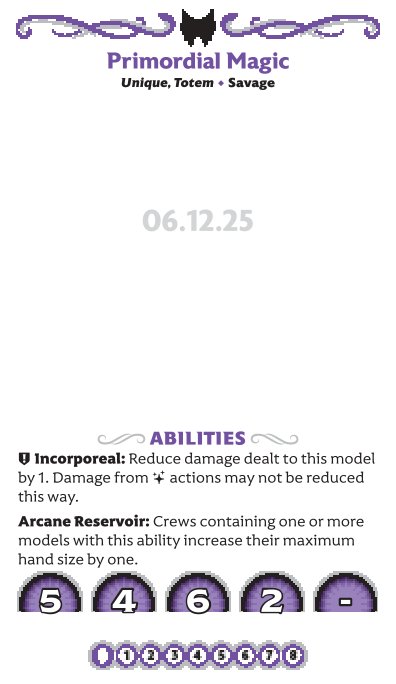 Primordial Magic
Unique, Totem • Savage
06.12.25
ABILITIES
Incorporeal: Reduce damage dealt to this model
by 1. Damage from actions may not be reduced
this way.
Arcane Reservoir: Crews containing one or more
models with this ability increase their maximum
hand size by one.
5 4 6 2 -
1 2 3 4 5 6 7 8